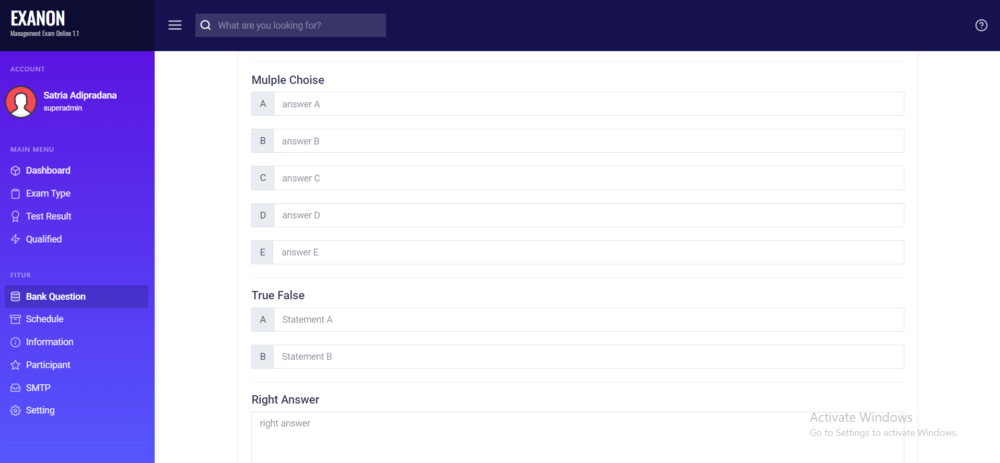 EXANON
Management Exam Online 1.1
What are you looking for?
ACCOUNT
Satria Adipradana
superadmin
MAIN MENU
Dashboard
Exam Type
Test Result
Qualified
FITUR
Bank Question
Schedule
Information
Participant
SMTP
Setting
Mulple Choise
A answer A
B answer B
C answer C
D answer D
E answer E
True False
A Statement A
B Statement B
Right Answer
right answer
Activate Windows
Go to Settings to activate Windows.